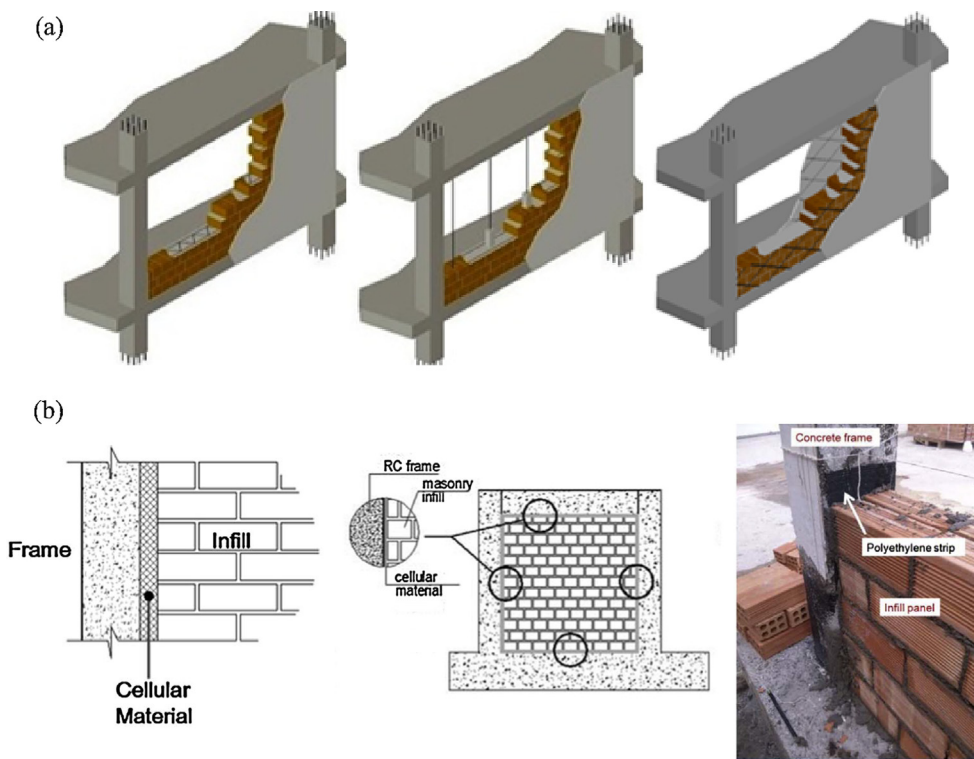 (a)
(b)
Frame
Infill
Cellular
Material
RC frame
masonry
infill
cellular
material
Concrete frame
Polyethylene strip
Infill panel